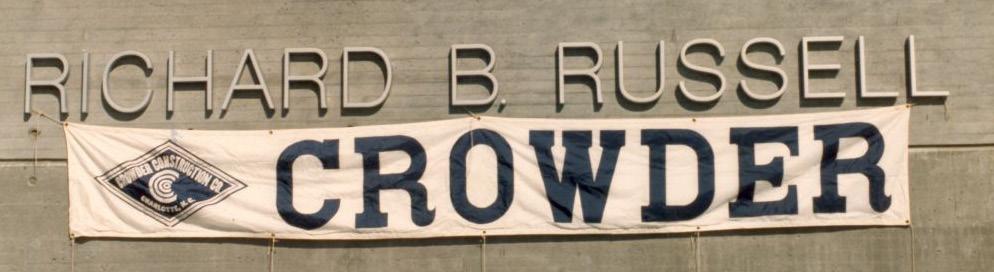 RICHARD B. RUSSELL
CROWDER CONSTRUCTION CO.
CHARLOTTE, N.C.
CROWDER